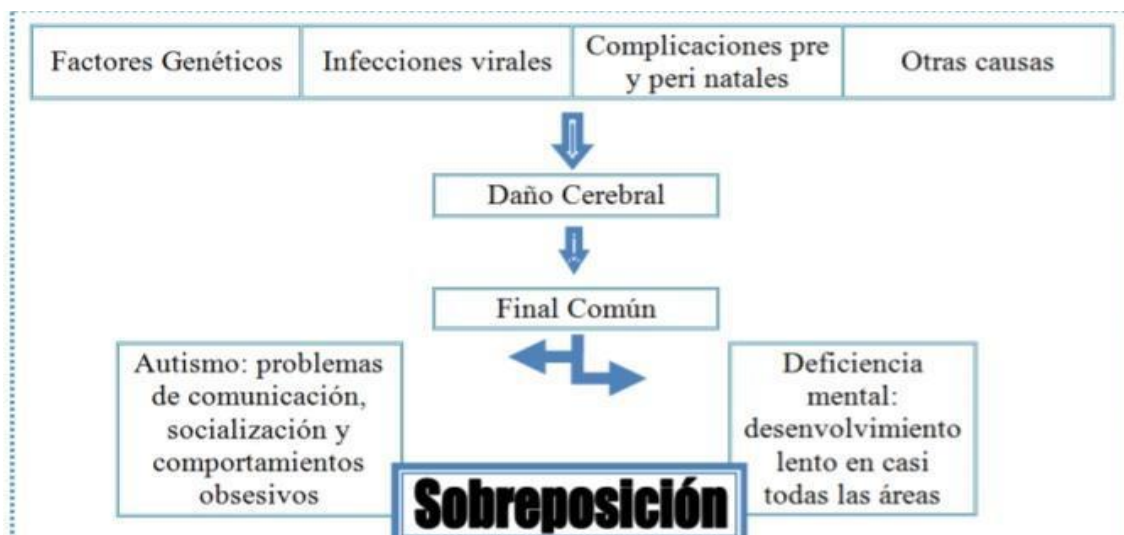 Factores Genéticos
Infecciones virales
Complicaciones pre
y peri natales
Otras causas
Daño Cerebral
Final Común
Autismo: problemas
de comunicación,
socialización y
comportamientos
obsesivos
Deficiencia
mental:
desenvolvimiento
lento en casi
todas las áreas
Sobreposición